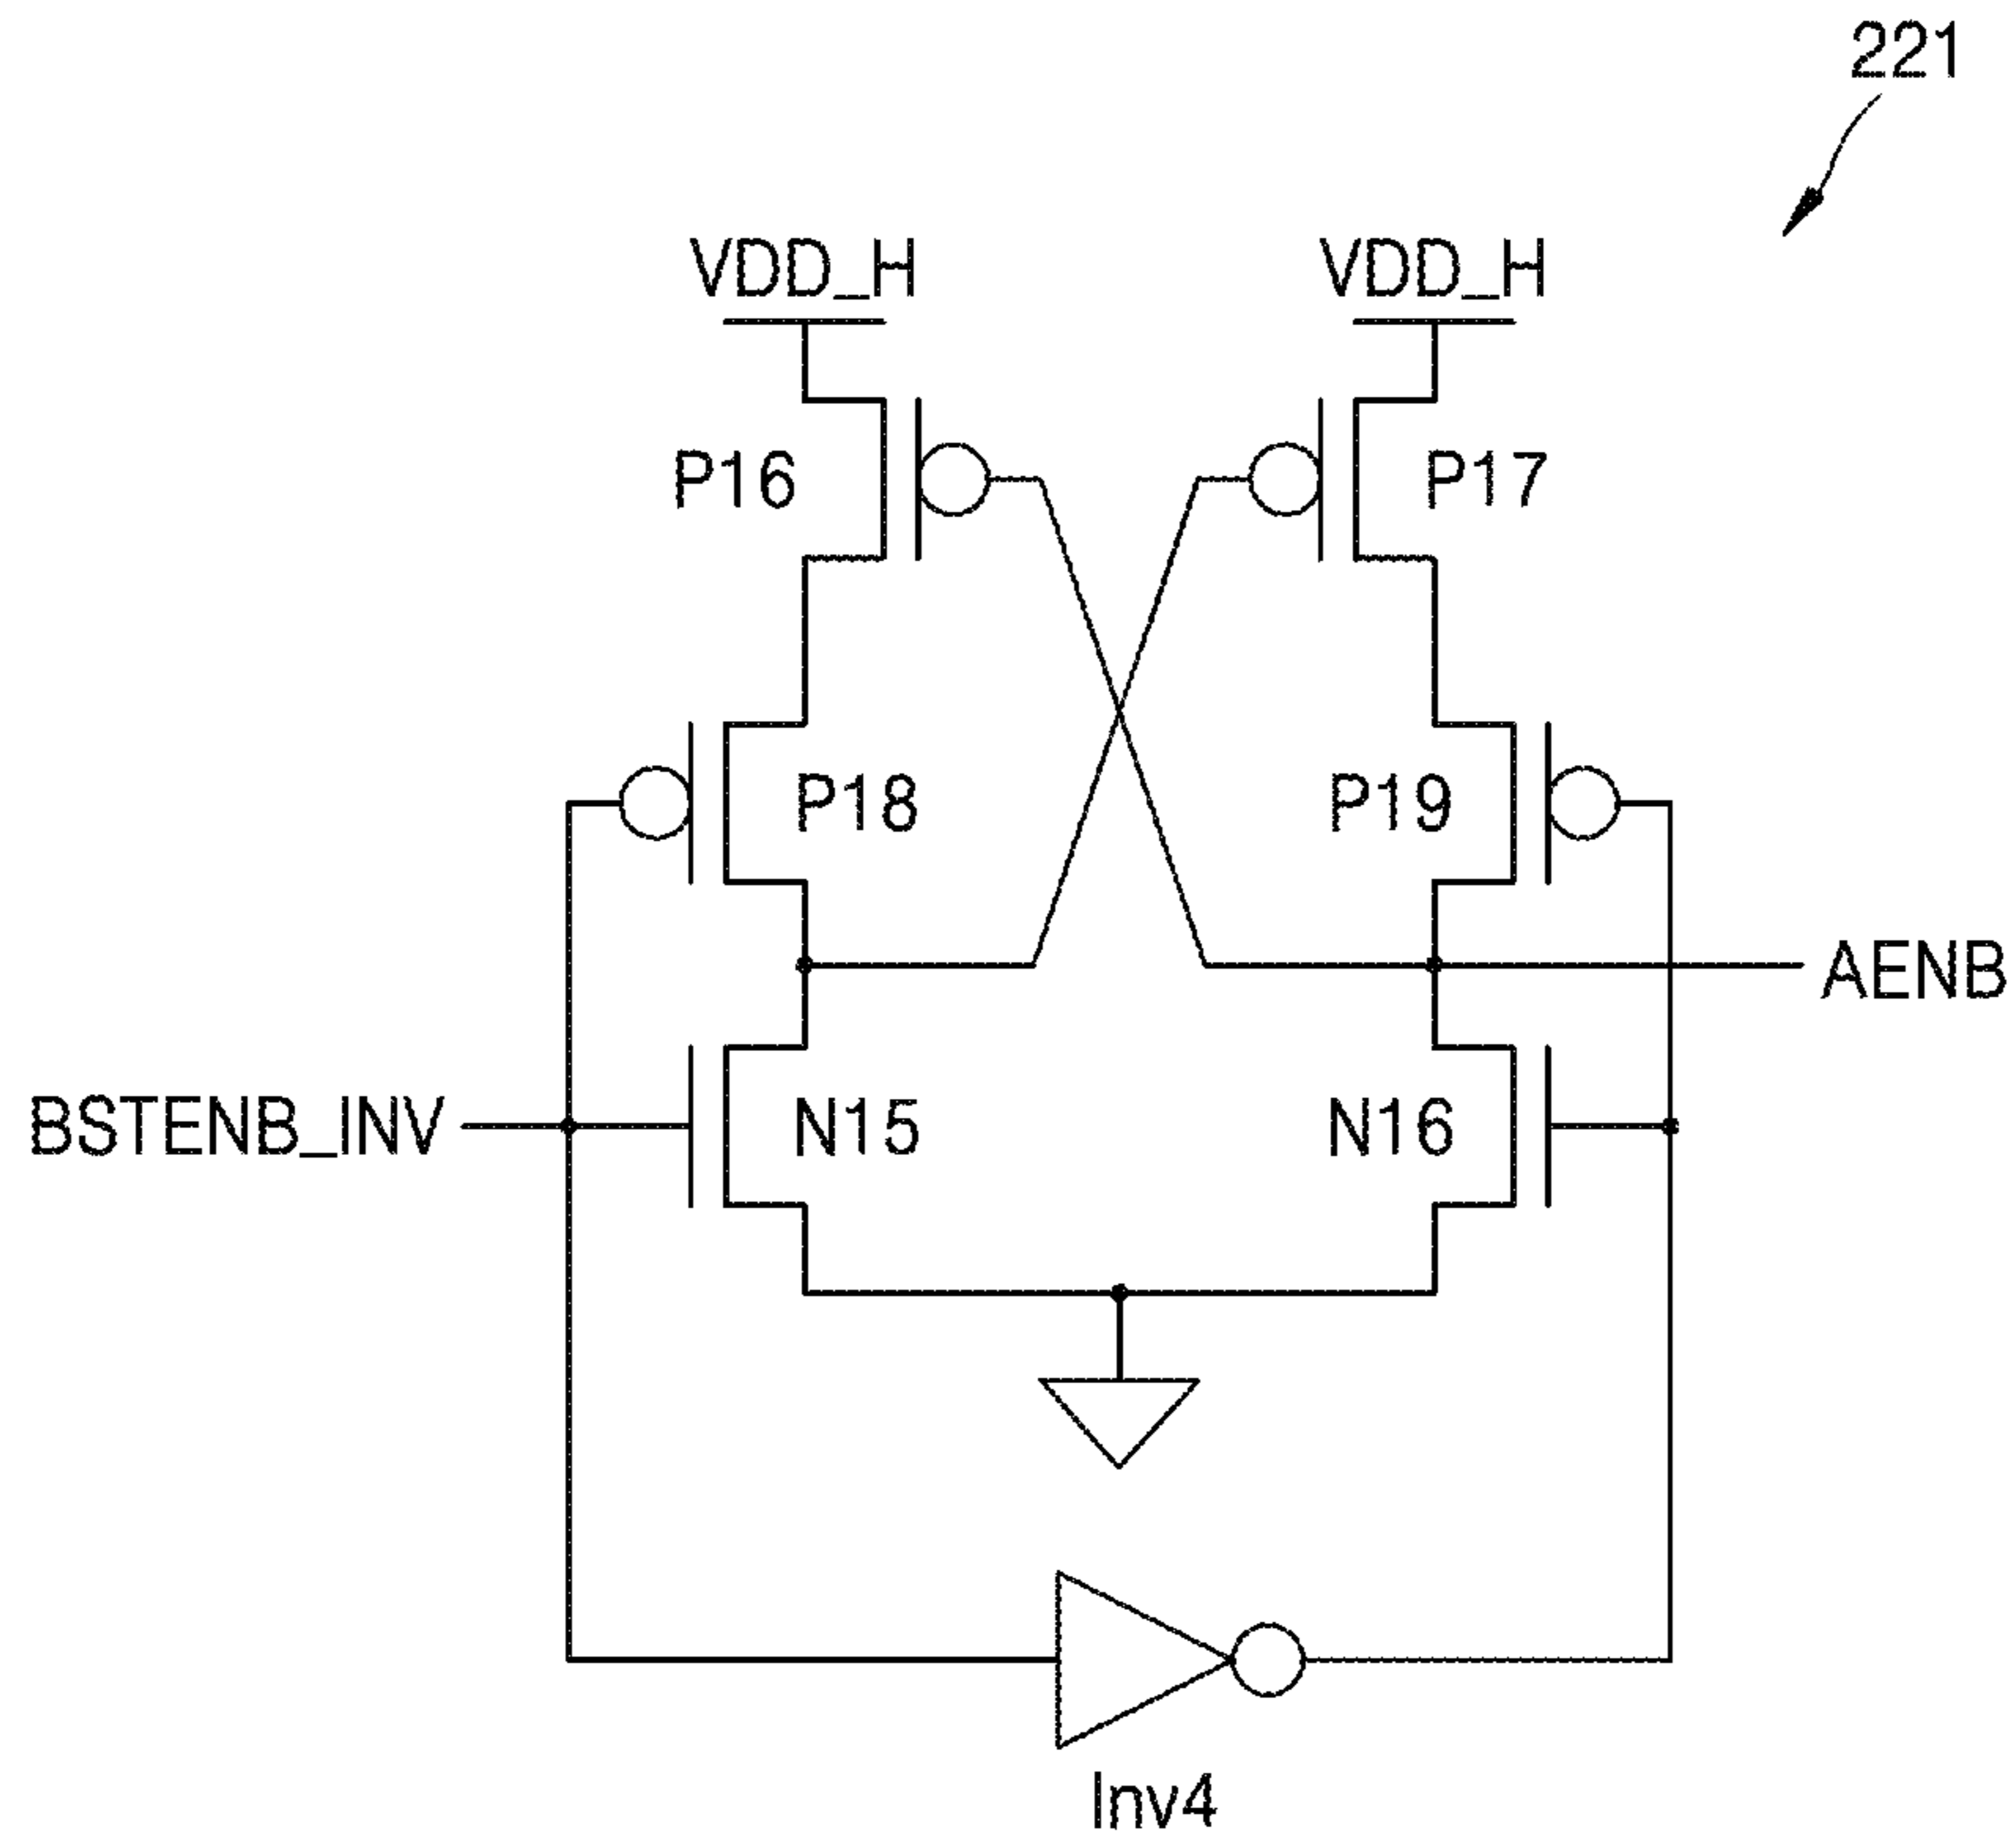 221
VDD_H
VDD_H
P16
P17
P18
P19
AENB
BSTENB_INV
N15
N16
Inv4